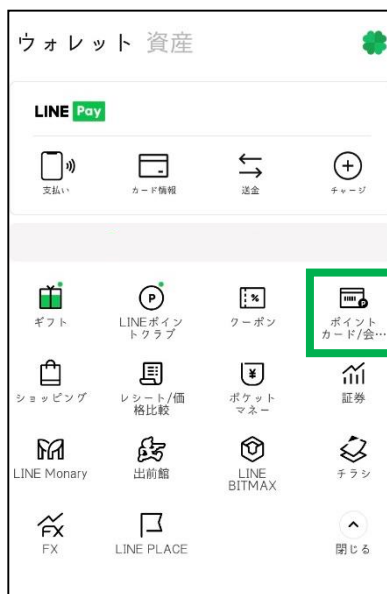 ウォレット 資産
LINE Pay
支払い カード情報 送金 チャージ
ギフト LINEポイン クーポン ポイント
トクラブ カード/会…
ショッピング レシート/価 ポケット 証券
格比較 マネー
LINE Monary 出前館 LINE チラシ
BITMAX
FX LINE PLACE 閉じる